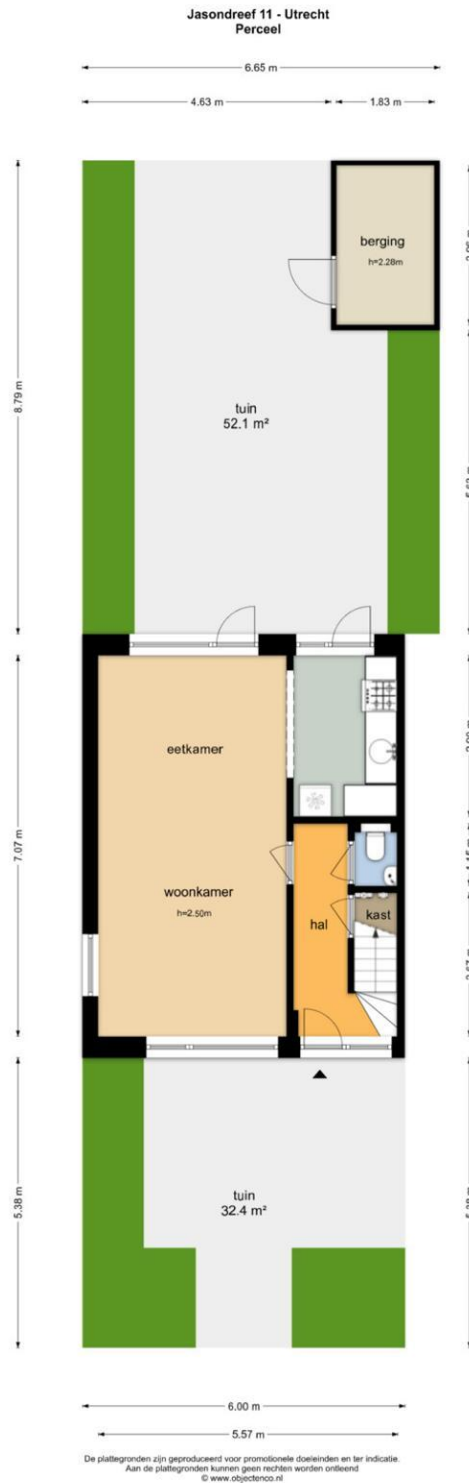 Jasondreef 11 - Utrecht
Perceel
6.65 m
4.63 m
1.83 m
berging
h=2.28m
8.79 m
tuin
52.1 m²
eetkamer
7.07 m
woonkamer
h=2.50m
hal
kast
tuin
32.4 m²
5.38 m
6.00 m
5.57 m
De plattegronden zijn geproduceerd voor promotionele doeleinden en ter indicatie.
Aan de plattegronden kunnen geen rechten worden ontleend
© www.objectenco.nl